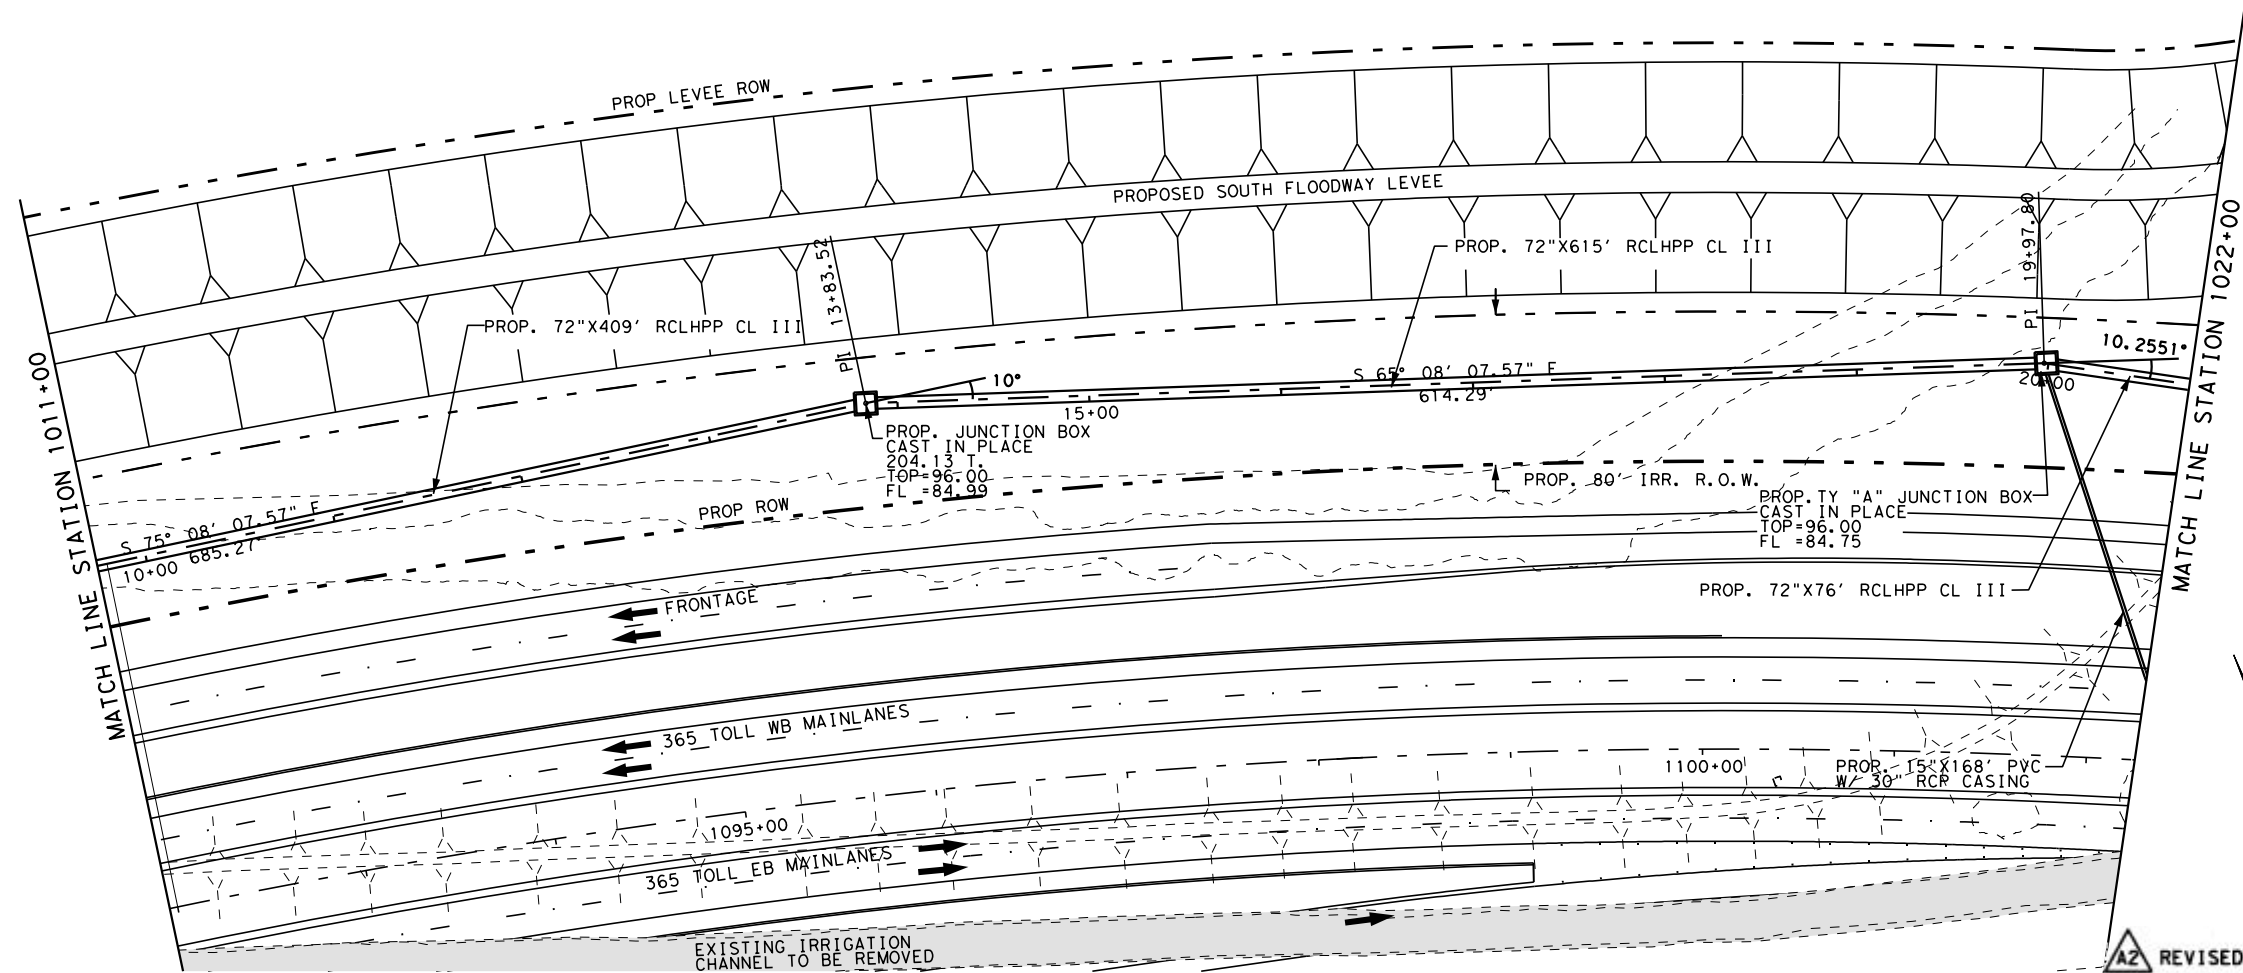 PROP LEVEE ROW
PROPOSED SOUTH FLOODWAY LEVEE
PROP. 72"X615' RCLHPP CL III
PROP. 72"X409' RCLHPP CL III
PI 13+83.52
PI 19+97.80
10.2551°
10°
S 65° 08' 07.57" E
614.29'
15+00
20+00
PROP. JUNCTION BOX
CAST IN PLACE
204.13 T.
TOP=96.00
FL =84.99
PROP. 80' IRR. R.O.W.
PROP.TY "A" JUNCTION BOX
CAST IN PLACE
TOP=96.00
FL =84.75
PROP ROW
S 75° 08' 07.57" E
685.27'
10+00
PROP. 72"X76' RCLHPP CL III
FRONTAGE
365 TOLL WB MAINLANES
1100+00
PROP. 15"X168' PVC
W/ 30" RCP CASING
1095+00
365 TOLL EB MAINLANES
EXISTING IRRIGATION
CHANNEL TO BE REMOVED
MATCH LINE STATION 1011+00
MATCH LINE STATION 1022+00
A2 REVISED